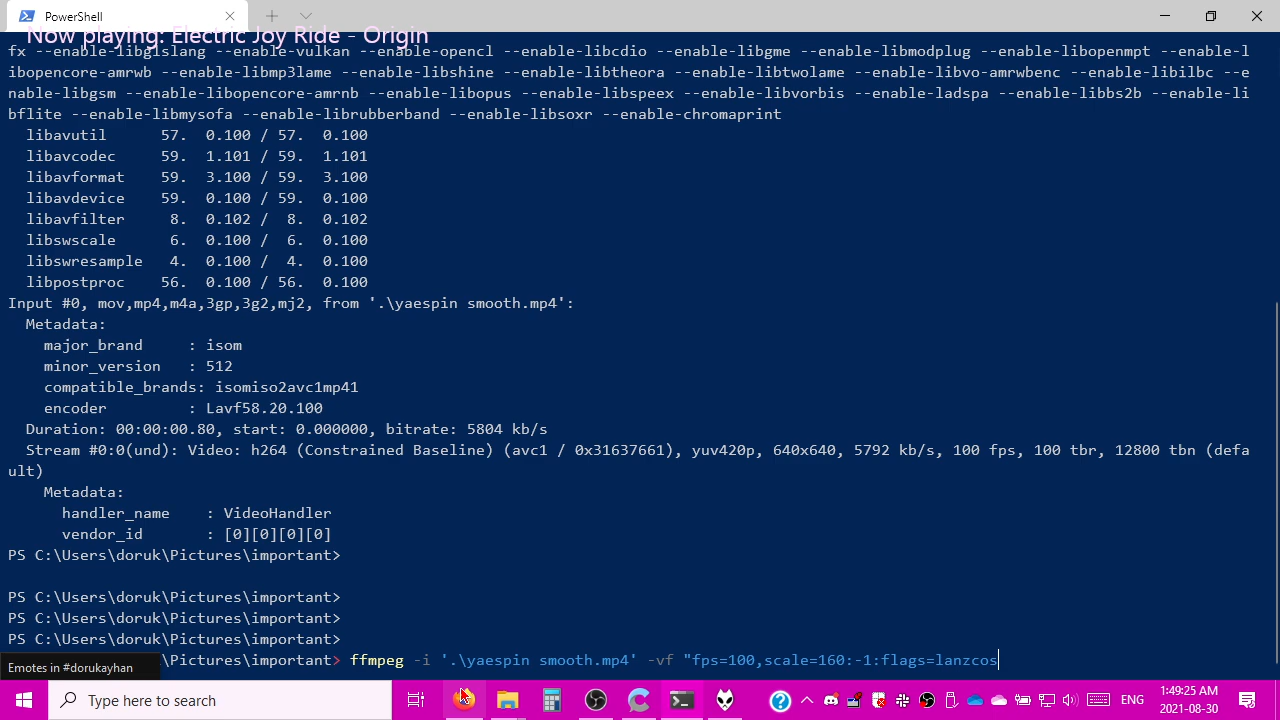 PowerShell
Now playing: Electric Joy Ride - Origin
fx --enable-libglslang --enable-vulkan --enable-opencl --enable-libcdio --enable-libgme --enable-libmodplug --enable-libopenmpt --enable-l
ibopencore-amrwb --enable-libmp3lame --enable-libshine --enable-libtheora --enable-libtwolame --enable-libvo-amrwbenc --enable-libilbc --e
nable-libgsm --enable-libopencore-amrnb --enable-libopus --enable-libspeex --enable-libvorbis --enable-ladspa --enable-libbs2b --enable-li
bflite --enable-libmysofa --enable-librubberband --enable-libsoxr --enable-chromaprint
libavutil 57. 0.100 / 57. 0.100
libavcodec 59. 1.101 / 59. 1.101
libavformat 59. 3.100 / 59. 3.100
libavdevice 59. 0.100 / 59. 0.100
libavfilter 8. 0.102 / 8. 0.102
libswscale 6. 0.100 / 6. 0.100
libswresample 4. 0.100 / 4. 0.100
libpostproc 56. 0.100 / 56. 0.100
Input #0, mov,mp4,m4a,3gp,3g2,mj2, from '.\yaespin smooth.mp4':
Metadata:
major_brand : isom
minor_version : 512
compatible_brands: isomiso2avc1mp41
encoder : Lavf58.20.100
Duration: 00:00:00.80, start: 0.000000, bitrate: 5804 kb/s
Stream #0:0(und): Video: h264 (Constrained Baseline) (avc1 / 0x31637661), yuv420p, 640x640, 5792 kb/s, 100 fps, 100 tbr, 12800 tbn (defa
ult)
Metadata:
handler_name : VideoHandler
vendor_id : [0][0][0][0]
PS C:\Users\doruk\Pictures\important>
PS C:\Users\doruk\Pictures\important>
PS C:\Users\doruk\Pictures\important>
PS C:\Users\doruk\Pictures\important>
\Pictures\important> ffmpeg -i '.\yaespin smooth.mp4' -vf "fps=100,scale=160:-1:flags=lanzcos
Emotes in #dorukayhan
Type here to search
ENG
1:49:25 AM
2021-08-30